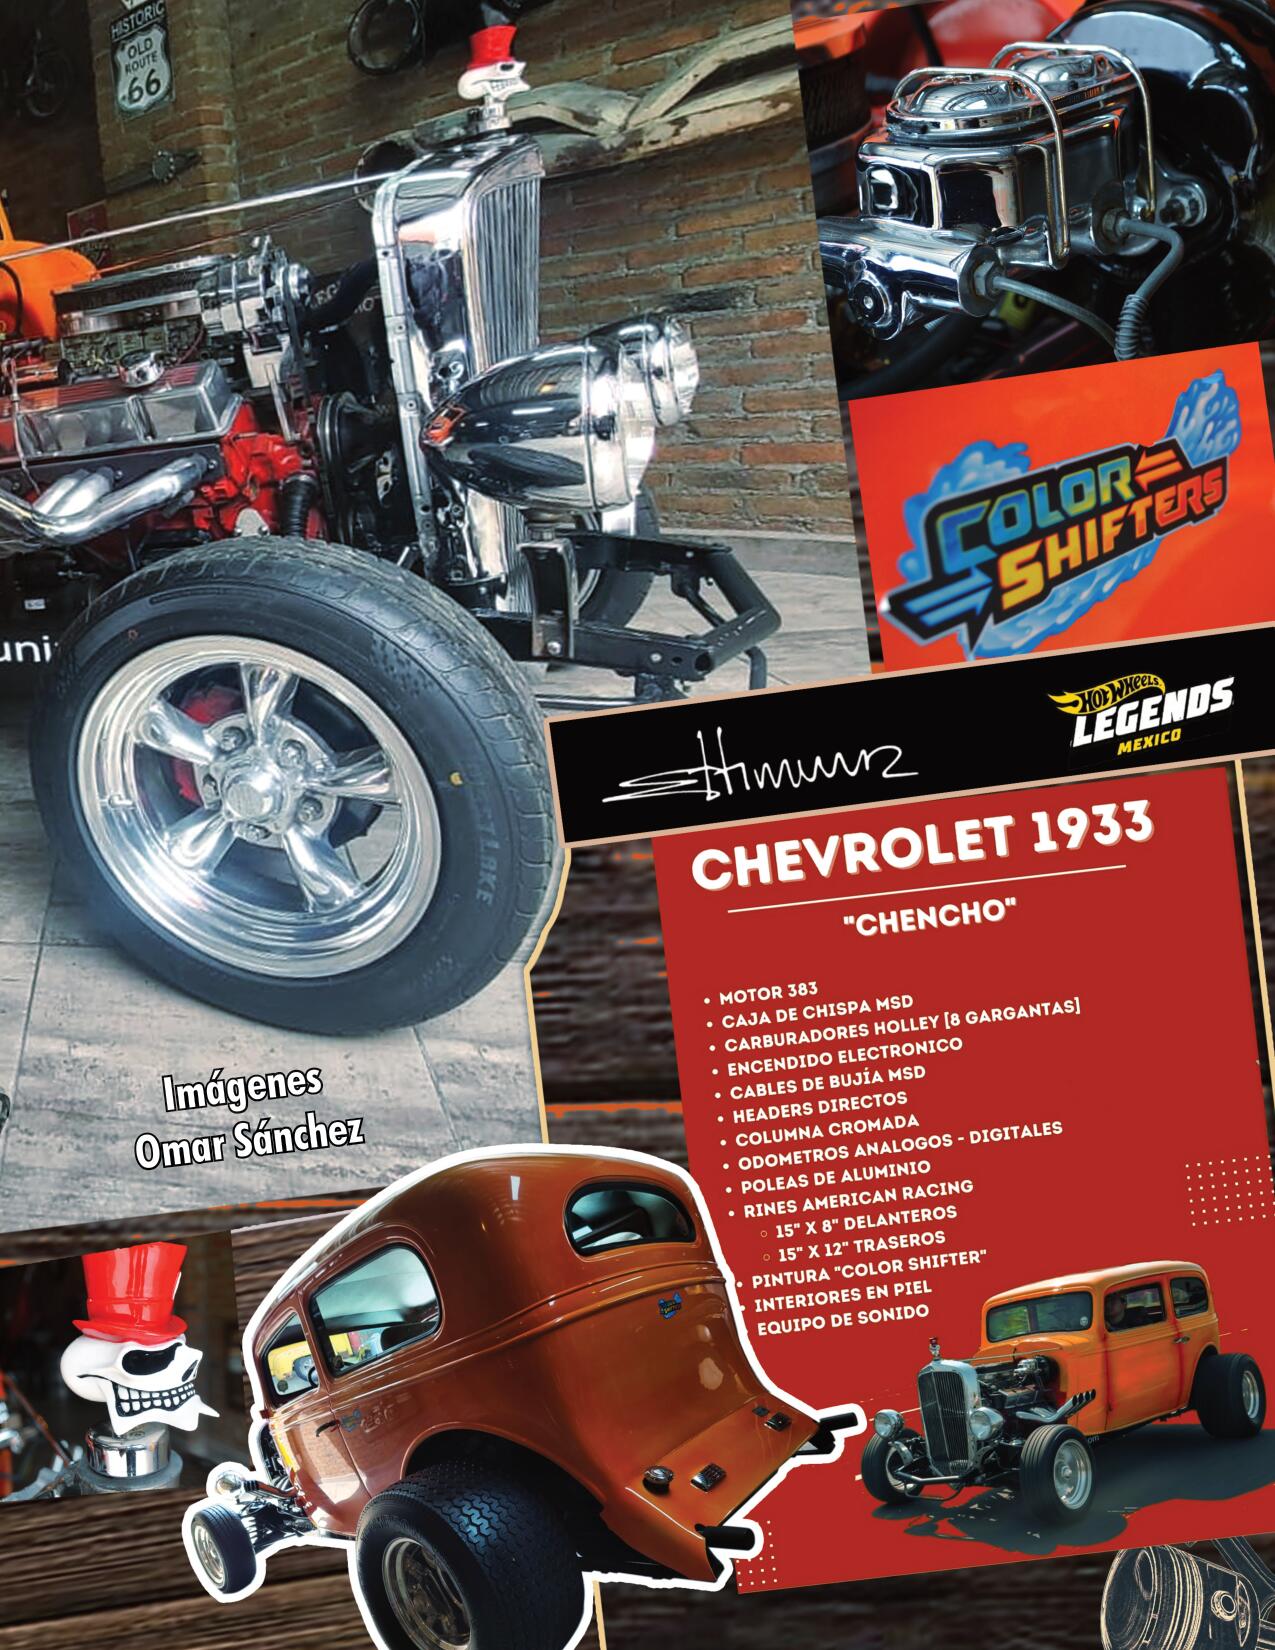 HISTORIC
OLD
ROUTE
66
COLOR
SHIFTERS
uni
HOT WHEELS
LEGENDS
MEXICO
CHEVROLET 1933
"CHENCHO"
• MOTOR 383
• CAJA DE CHISPA MSD
• CARBURADORES HOLLEY [8 GARGANTAS]
• ENCENDIDO ELECTRONICO
• CABLES DE BUJÍA MSD
• HEADERS DIRECTOS
• COLUMNA CROMADA
• ODOMETROS ANALOGOS - DIGITALES
• POLEAS DE ALUMINIO
• RINES AMERICAN RACING
○ 15" X 8" DELANTEROS
○ 15" X 12" TRASEROS
• PINTURA "COLOR SHIFTER"
• INTERIORES EN PIEL
EQUIPO DE SONIDO
Imágenes
Omar Sánchez